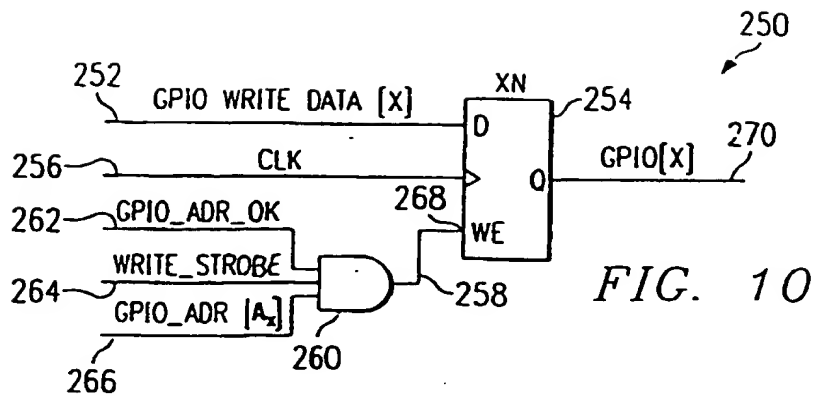 250
252
GPIO WRITE DATA [X]
XN
254
D
256
CLK
Q
GPIO[X]
270
262
GPIO_ADR_OK
268
WE
264
WRITE_STROBE
258
FIG. 10
GPIO_ADR [Ax]
260
266